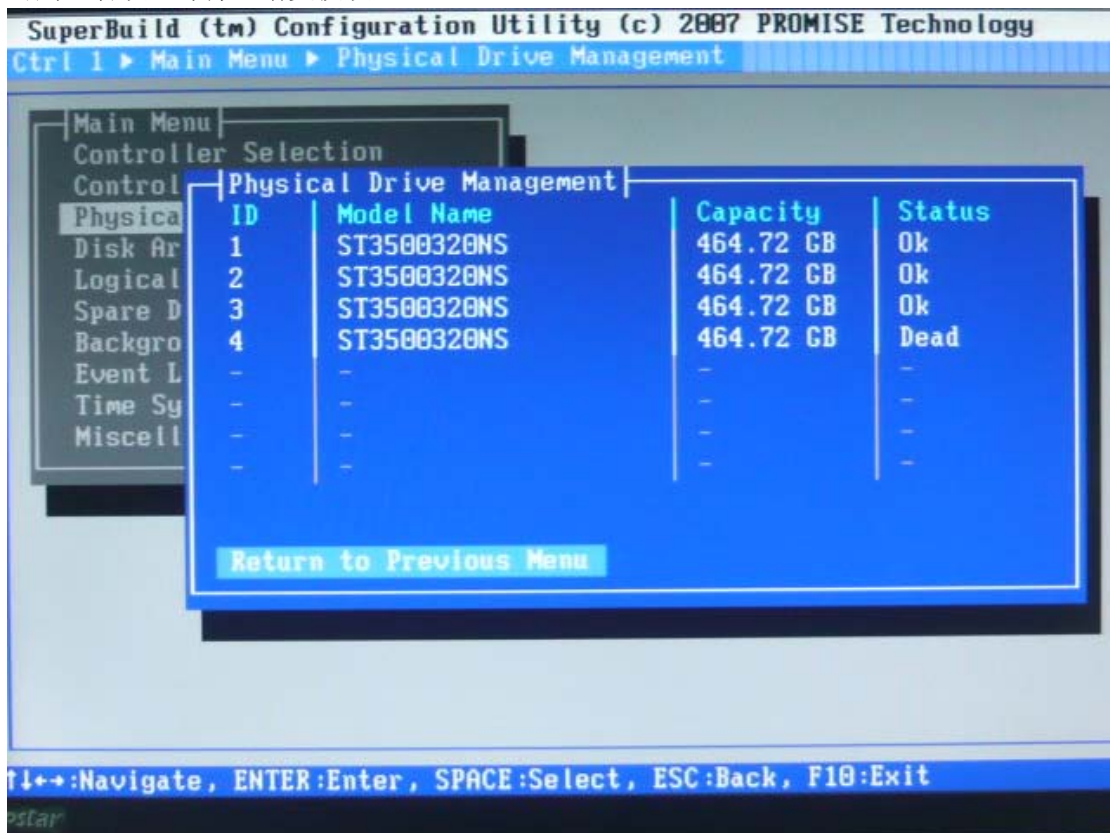 SuperBuild (tm) Configuration Utility (c) 2007 PROMISE Technology
Ctrl 1 ▶ Main Menu ▶ Physical Drive Management
Main Menu
Controller Selection
Control
Physica
Disk Ar
Logical
Spare D
Backgro
Event L
Time Sy
Miscell
Physical Drive Management
ID Model Name Capacity Status
1 ST3500320NS 464.72 GB Ok
2 ST3500320NS 464.72 GB Ok
3 ST3500320NS 464.72 GB Ok
4 ST3500320NS 464.72 GB Dead
- - - -
- - - -
- - - -
- - - -
Return to Previous Menu
↑↓←→:Navigate, ENTER:Enter, SPACE:Select, ESC:Back, F10:Exit